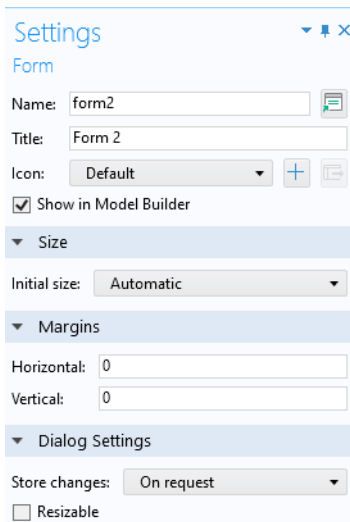 Settings
Form
Name: form2
Title: Form 2
Icon: Default
Show in Model Builder
Size
Initial size: Automatic
Margins
Horizontal: 0
Vertical: 0
Dialog Settings
Store changes: On request
Resizable